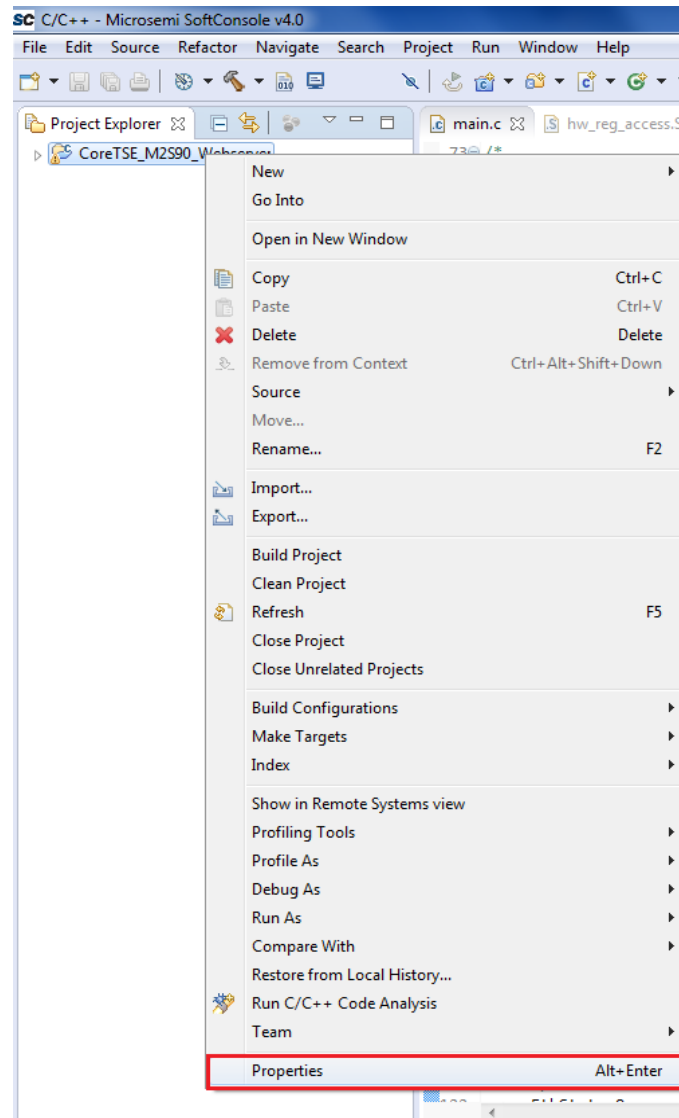 SC C/C++ - Microsemi SoftConsole v4.0
File Edit Source Refactor Navigate Search Project Run Window Help
Project Explorer
main.c
hw_reg_access.S
CoreTSE_M2S90_Webserver
73 /*
New
Go Into
Open in New Window
Copy Ctrl+C
Paste Ctrl+V
Delete Delete
Remove from Context Ctrl+Alt+Shift+Down
Source
Move...
Rename... F2
Import...
Export...
Build Project
Clean Project
Refresh F5
Close Project
Close Unrelated Projects
Build Configurations
Make Targets
Index
Show in Remote Systems view
Profiling Tools
Profile As
Debug As
Run As
Compare With
Restore from Local History...
Run C/C++ Code Analysis
Team
Properties Alt+Enter